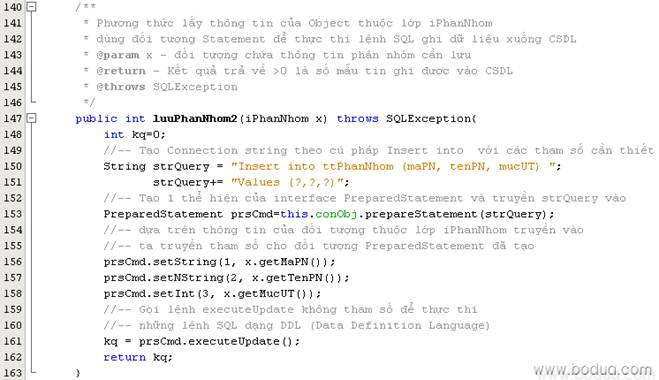 140 /**
141 * Phương thức lấy thông tin của Object thuộc lớp iPhanNhom
142 * dùng đối tượng Statement để thực thi lệnh SQL ghi dữ liệu xuống CSDL
143 * @param x - đối tượng chứa thông tin phân nhóm cần lưu
144 * @return - Kết quả trả về >0 là số mẫu tin ghi được vào CSDL
145 * @throws SQLException
146 */
147 public int luuPhanNhom2(iPhanNhom x) throws SQLException{
148 int kq=0;
149 //-- Tạo Connection string theo cú pháp Insert into với các tham số cần thiết
150 String strQuery = "Insert into ttPhanNhom (maPN, tenPN, mucUT) ";
151 strQuery+= "Values (?,?,?)";
152 //-- Tạo 1 thể hiện của interface PreparedStatement và truyền strQuery vào
153 PreparedStatement prsCmd=this.conObj.prepareStatement(strQuery);
154 //-- dựa trên thông tin của đối tượng thuộc lớp iPhanNhom truyền vào
155 //-- ta truyền tham số cho đối tượng PreparedStatement đã tạo
156 prsCmd.setString(1, x.getMaPN());
157 prsCmd.setNString(2, x.getTenPN());
158 prsCmd.setInt(3, x.getMucUT());
159 //-- Gọi lệnh executeUpdate không tham số để thực thi
160 //-- những lệnh SQL dạng DDL (Data Definition Language)
161 kq = prsCmd.executeUpdate();
162 return kq;
163 }
www.bodua.com